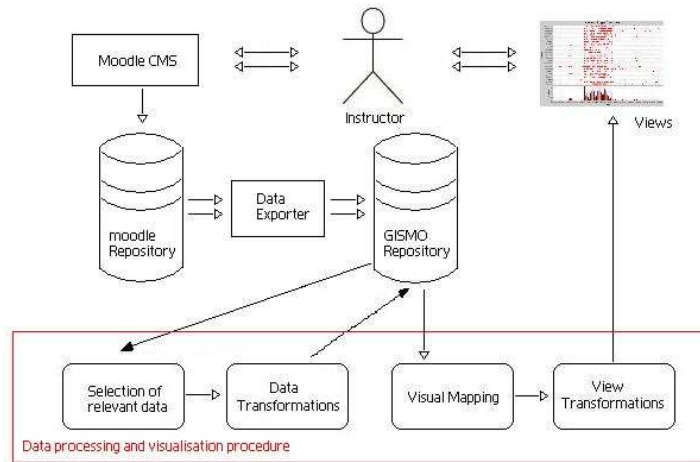 Moodle CMS
Instructor
Views
moodle
Repository
Data
Exporter
GISMO
Repository
Selection of
relevant data
Data
Transformations
Visual Mapping
View
Transformations
Data processing and visualisation procedure